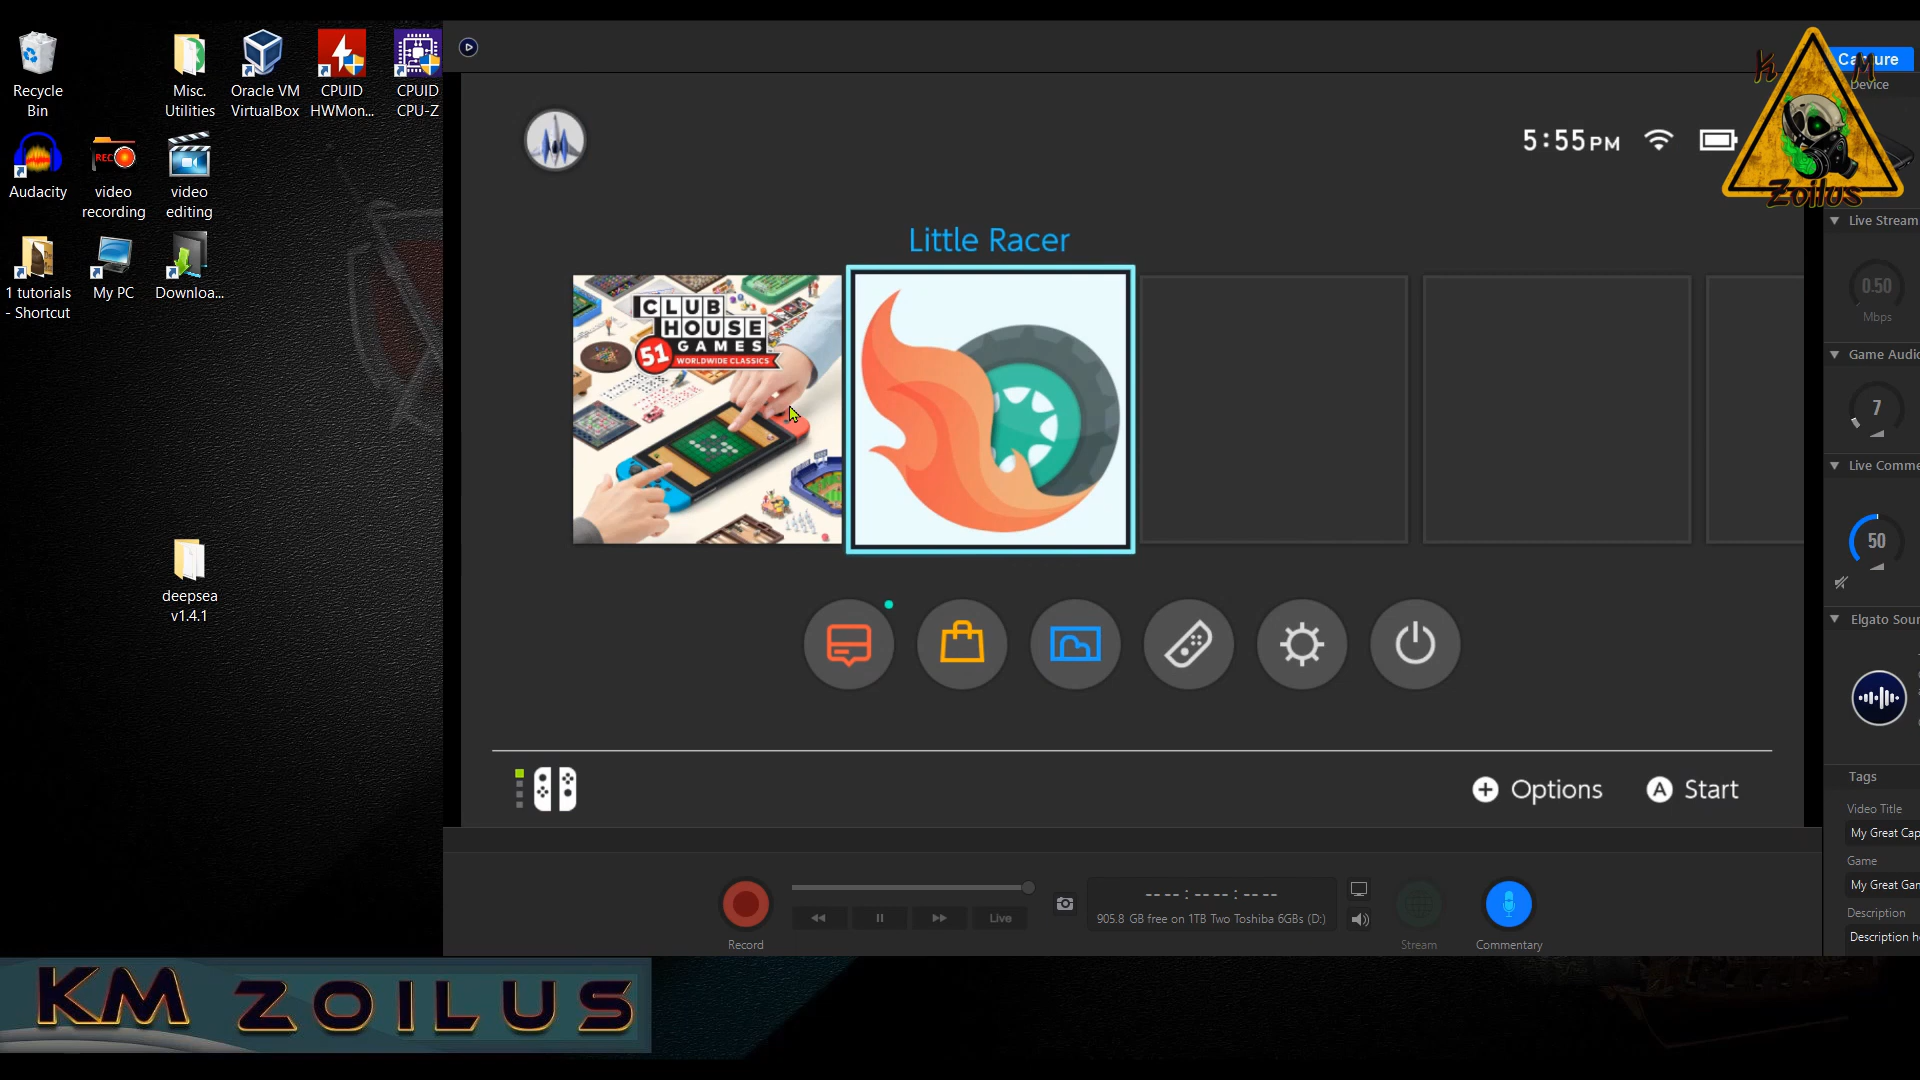 Recycle
Bin
Misc.
Utilities
Oracle VM
VirtualBox
CPUID
HWMon...
CPUID
CPU-Z
Audacity
REC
video
recording
video
editing
1 tutorials
- Shortcut
My PC
Downloa...
deepsea
v1.4.1
5:55PM
Little Racer
CLUB
HOUSE
GAMES
51
WORLDWIDE CLASSICS
Options
A Start
Record
Live
-- -- : -- -- : -- --
905.8 GB free on 1TB Two Toshiba 6GBs (D:)
Stream
Commentary
K M
Zoilus
Capture
Device
Live Stream
0.50
Mbps
Game Audio
7
Live Comme
50
Elgato Soun
Tags
Video Title
My Great Cap
Game
My Great Gam
Description
Description he
KM ZOILUS